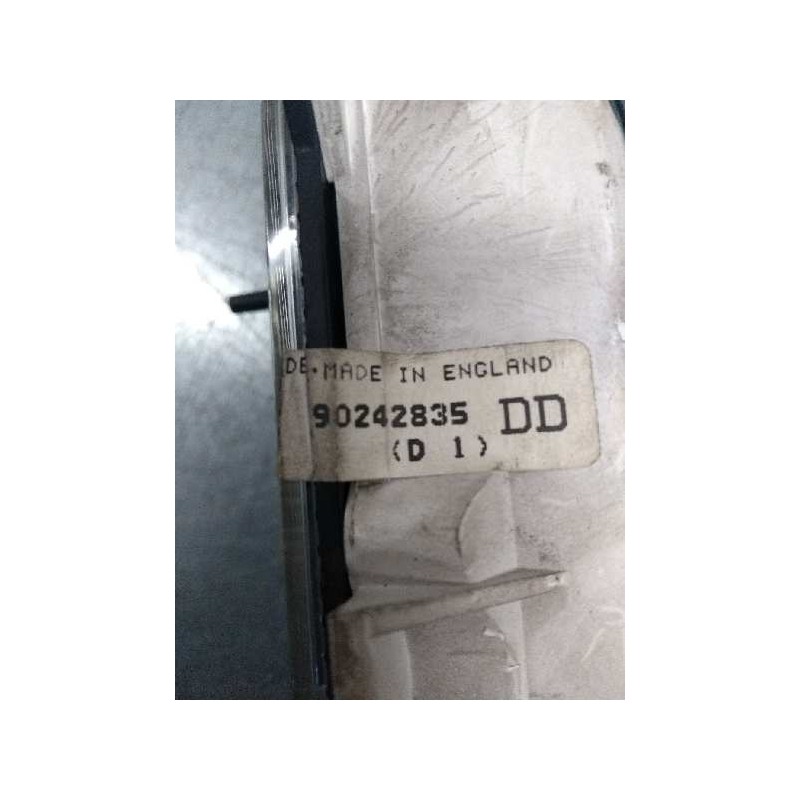 DE. MADE IN ENGLAND
90242835 DD
(D 1)